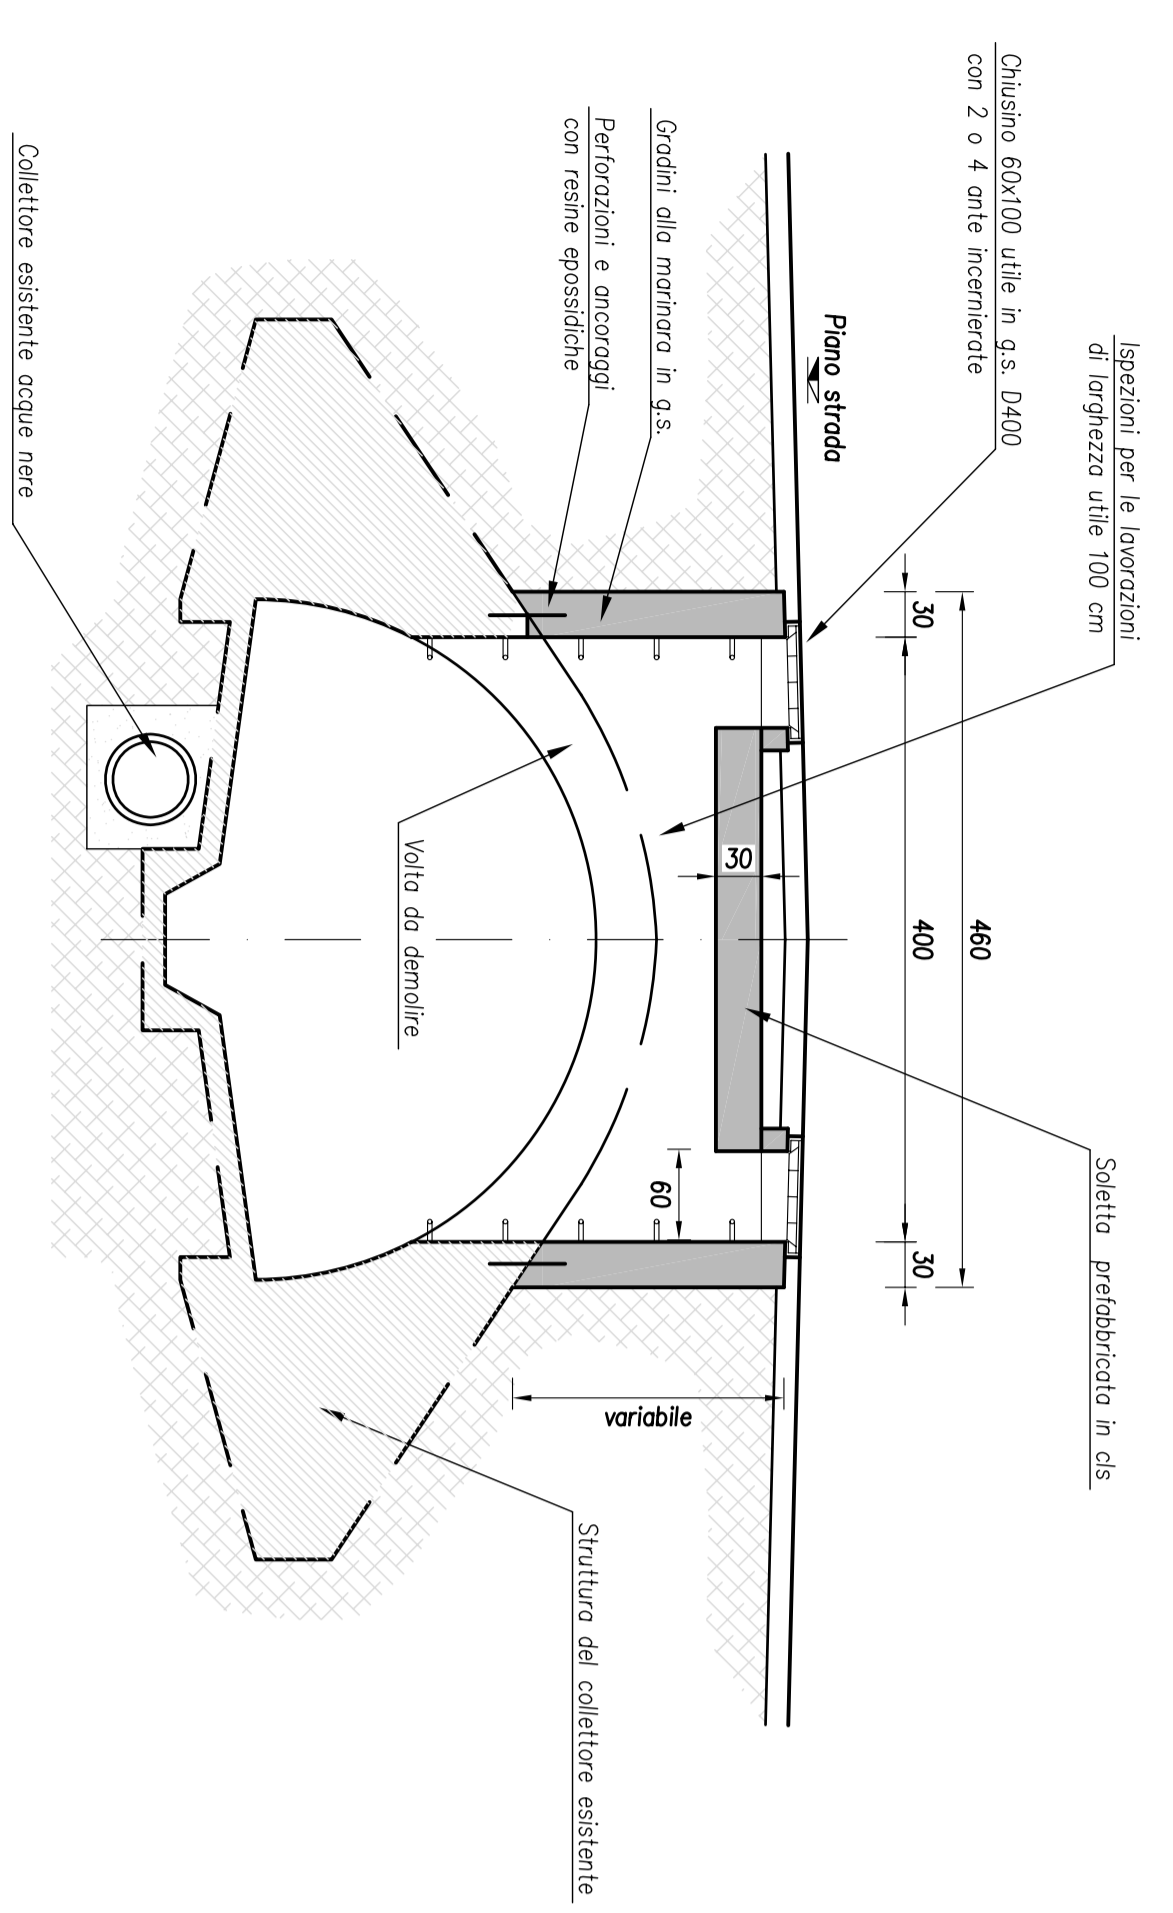 Ispezioni per le lavorazioni
di larghezza utile 100 cm
Chiusino 60x100 utile in g.s. D400
con 2 o 4 ante incernierate
Piano strada
Gradini alla marinara in g.s.
Perforazioni e ancoraggi
con resine epossidiche
Collettore esistente acque nere
460
30
400
30
30
60
Volta da demolire
variabile
Soletta prefabbricata in cls
Struttura del collettore esistente